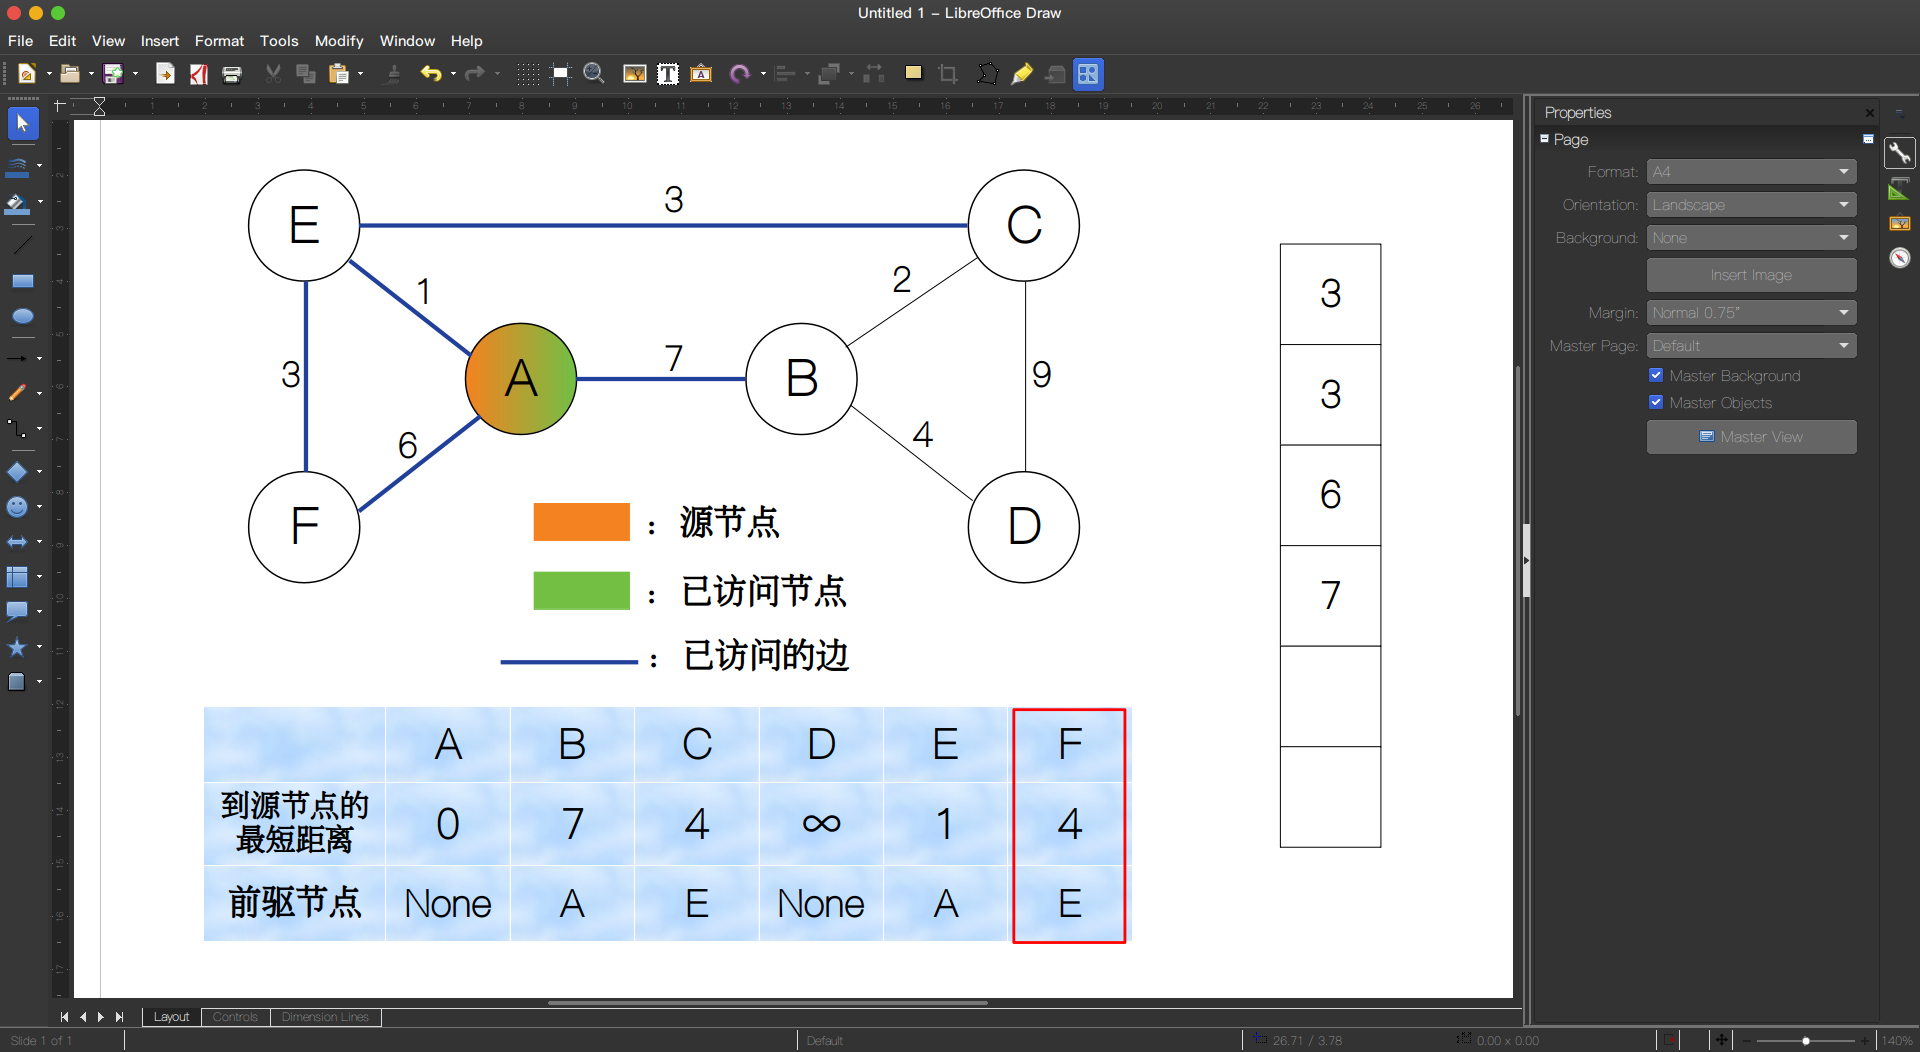 Untitled 1 – LibreOffice Draw
File Edit View Insert Format Tools Modify Window Help
Properties
Page
Format: A4
Orientation: Landscape
Background: None
Insert Image
Margin: Normal 0.75"
Master Page: Default
Master Background
Master Objects
Master View
3
E
C
1
2
7
A
B
3
9
6
4
F
D
3
3
6
7
：源节点
：已访问节点
：已访问的边
A B C D E F
到源节点的
最短距离
0 7 4 ∞ 1 4
前驱节点 None A E None A E
Layout Controls Dimension Lines
Slide 1 of 1 Default 26.71 / 3.78 0.00 x 0.00 140%